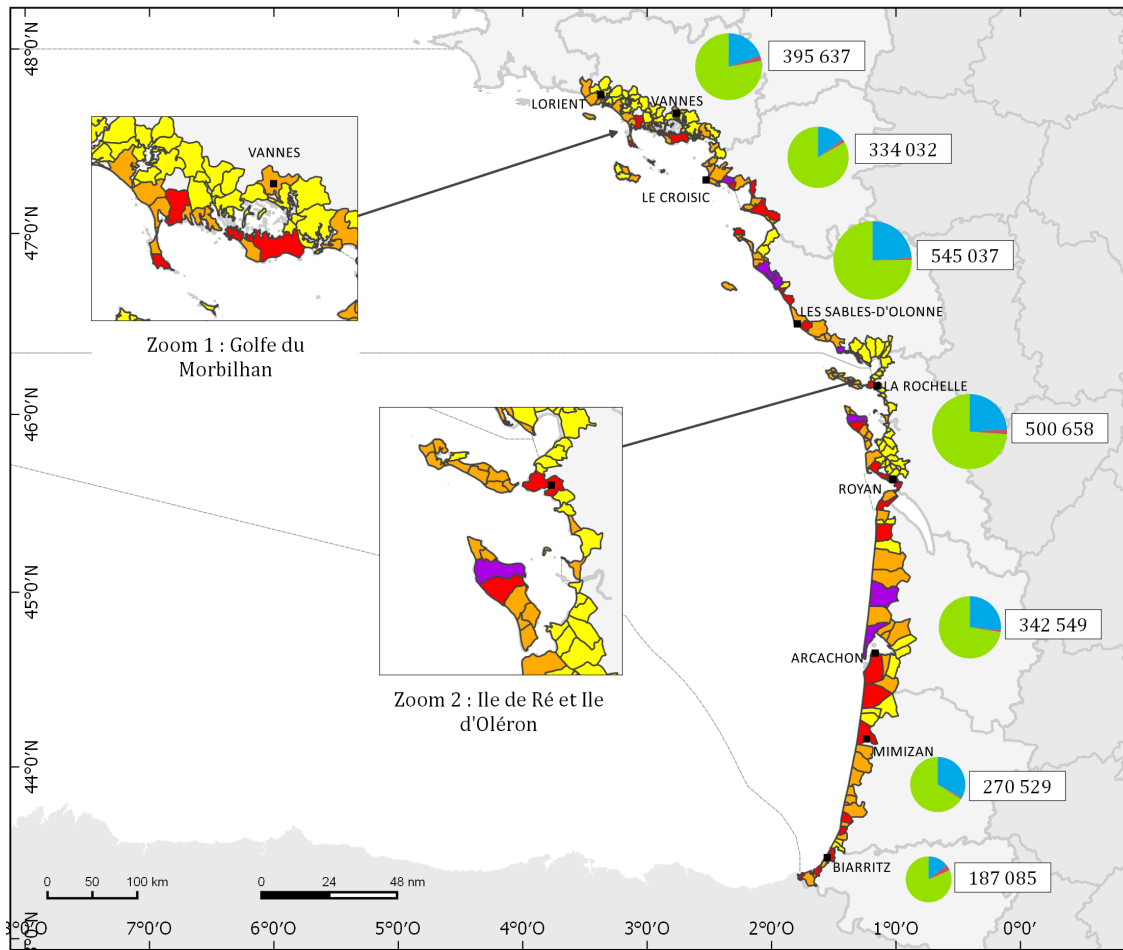 48°0'N
395 637
LORIENT
VANNES
VANNES
334 032
LE CROISIC
47°0'N
545 037
LES SABLES-D'OLONNE
Zoom 1 : Golfe du
Morbilhan
LA ROCHELLE
46°0'N
500 658
ROYAN
45°0'N
342 549
ARCACHON
Zoom 2 : Ile de Ré et Ile
d'Oléron
MIMIZAN
44°0'N
270 529
BIARRITZ
187 085
0 50 100 km
0 24 48 nm
7°0'O
6°0'O
5°0'O
4°0'O
3°0'O
2°0'O
1°0'O
0°0'